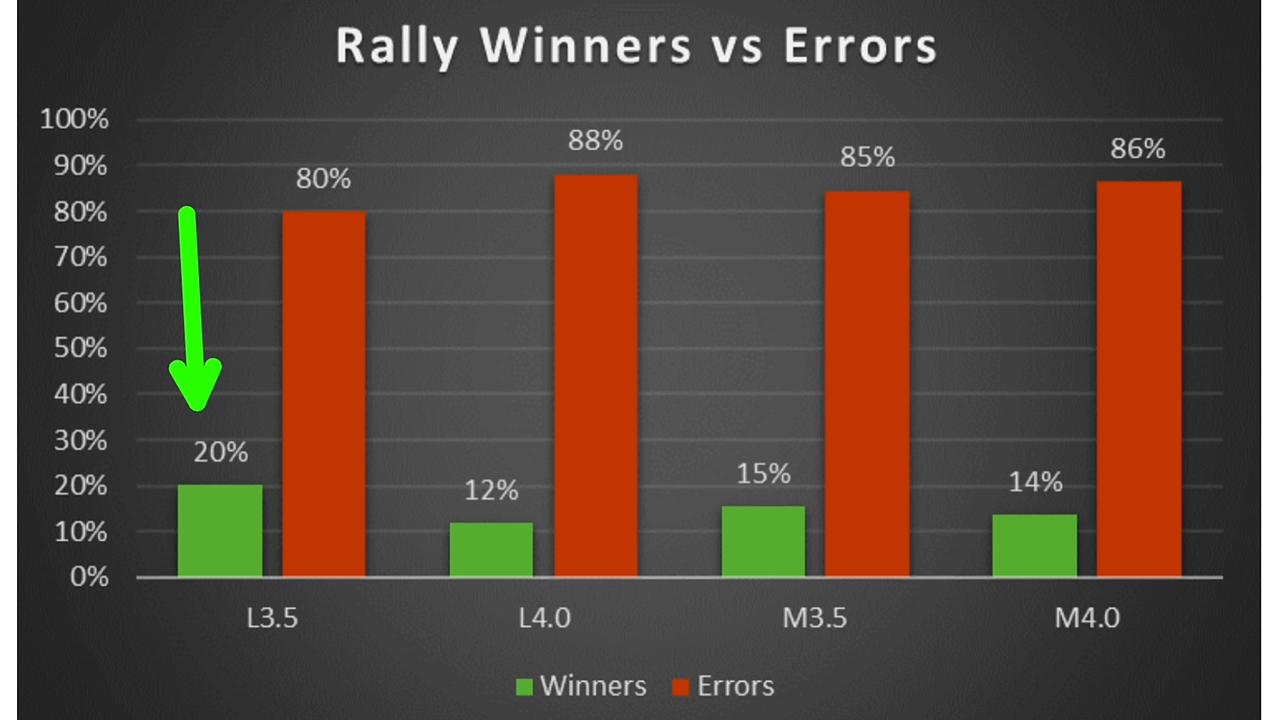 Rally Winners vs Errors
100%
90%
80%
70%
60%
50%
40%
30%
20%
10%
0%
20%
80%
12%
88%
15%
85%
14%
86%
L3.5
L4.0
M3.5
M4.0
Winners
Errors